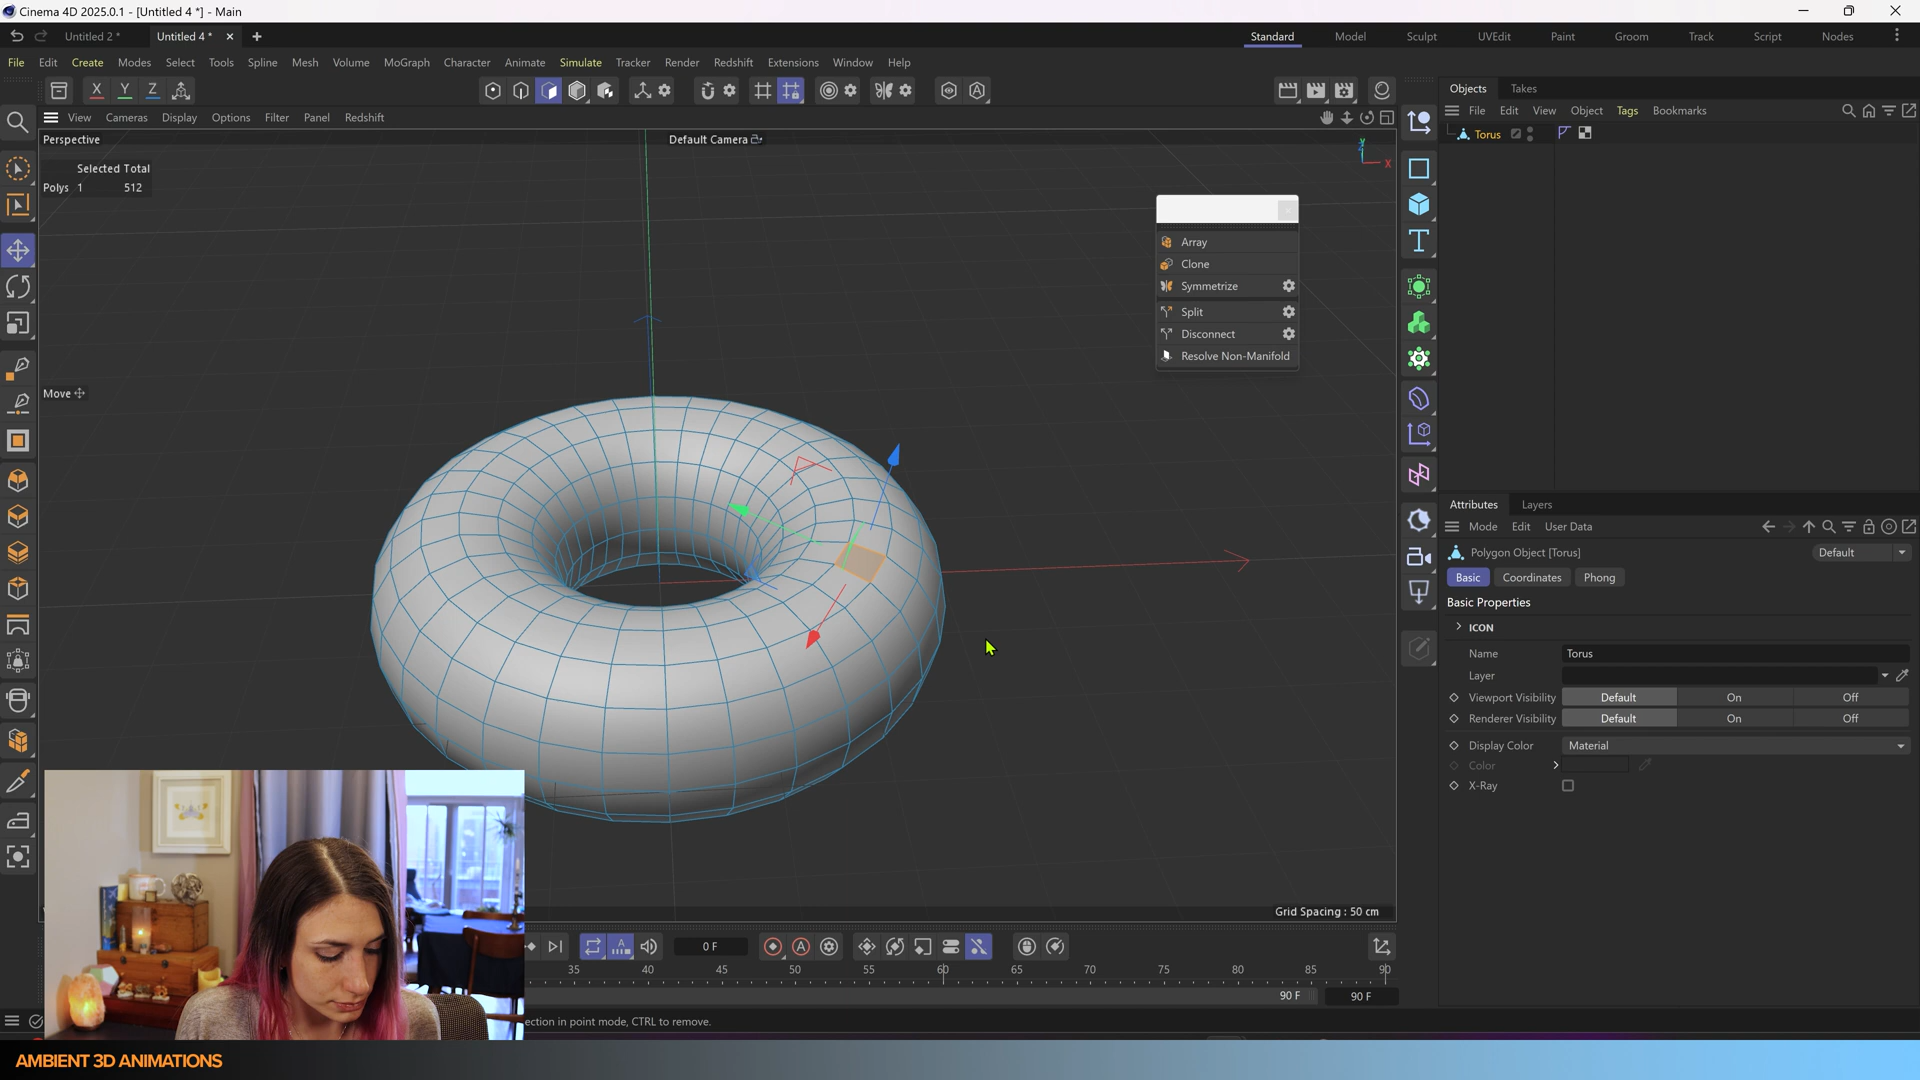 Cinema 4D 2025.0.1 - [Untitled 4 *] - Main
Untitled 2 *
Untitled 4 *
Standard
Model
Sculpt
UVEdit
Paint
Groom
Track
Script
Nodes
File Edit Create Modes Select Tools Spline Mesh Volume MoGraph Character Animate Simulate Tracker Render Redshift Extensions Window Help
X Y Z
View Cameras Display Options Filter Panel Redshift
Perspective
Default Camera
Y
X
Selected Total
Polys 1 512
Move
Array
Clone
Symmetrize
Split
Disconnect
Resolve Non-Manifold
Grid Spacing : 50 cm
Objects Takes
File Edit View Object Tags Bookmarks
Torus
Attributes Layers
Mode Edit User Data
Polygon Object [Torus]
Default
Basic Coordinates Phong
Basic Properties
ICON
Name Torus
Layer
Viewport Visibility Default On Off
Renderer Visibility Default On Off
Display Color Material
Color
X-Ray
0 F
35 40 45 50 55 60 65 70 75 80 85 90
90 F 90 F
ection in point mode, CTRL to remove.
AMBIENT 3D ANIMATIONS